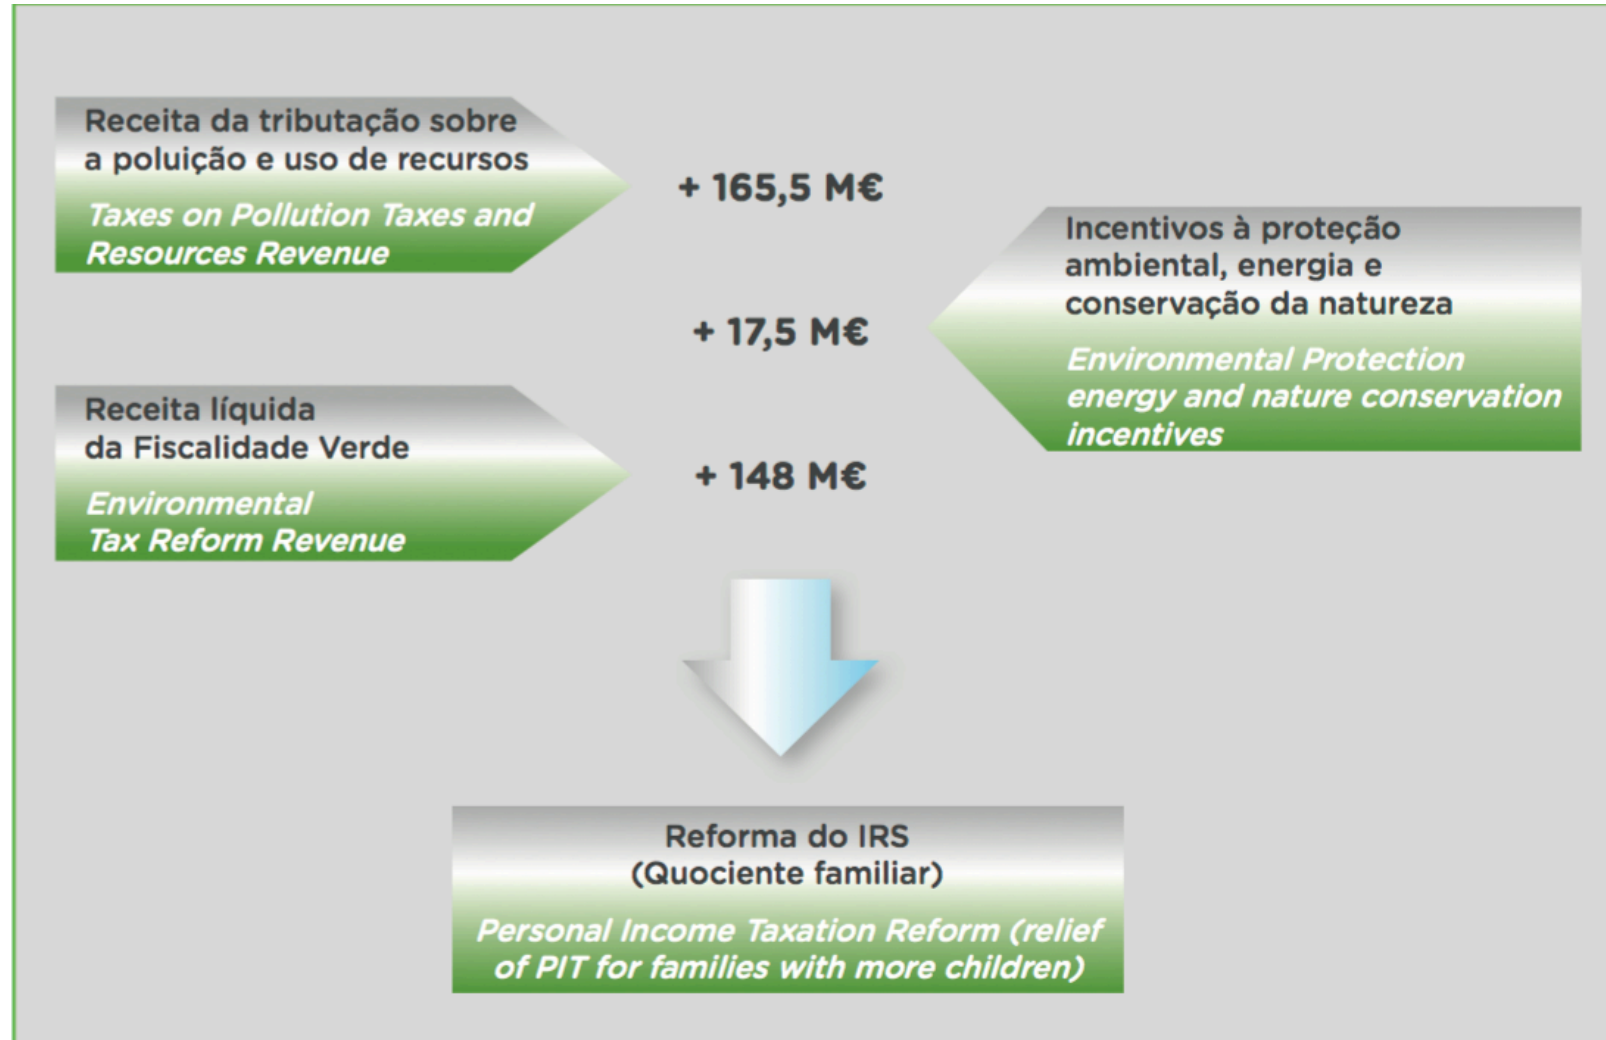 Receita da tributação sobre
a poluição e uso de recursos
Taxes on Pollution Taxes and
Resources Revenue
+ 165,5 M€
Incentivos à proteção
ambiental, energia e
conservação da natureza
Environmental Protection
energy and nature conservation
incentives
+ 17,5 M€
Receita líquida
da Fiscalidade Verde
Environmental
Tax Reform Revenue
+ 148 M€
Reforma do IRS
(Quociente familiar)
Personal Income Taxation Reform (relief
of PIT for families with more children)